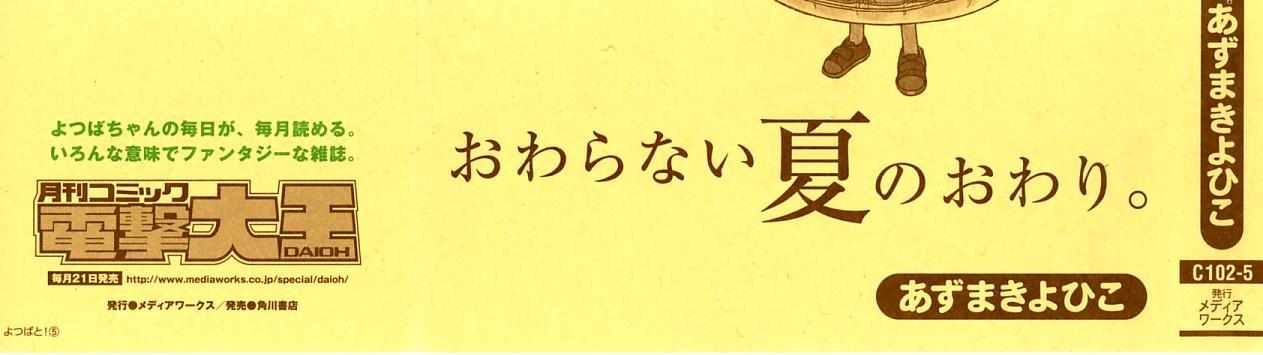 よつばちゃんの毎日が、毎月読める。
いろんな意味でファンタジーな雑誌。
月刊コミック
電撃大王
DAIOH
毎月21日発売 http://www.mediaworks.co.jp/special/daioh/
発行●メディアワークス／発売●角川書店
よつばと!⑤
おわらない夏のおわり。
あずまきよひこ
あずまきよひこ
C102-5
発行
メディア
ワークス